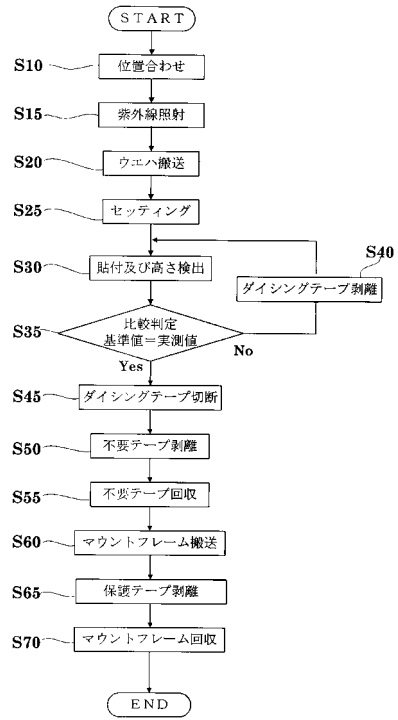 START
S10
位置合わせ
S15
紫外線照射
S20
ウエハ搬送
S25
セッティング
S30
貼付及び高さ検出
S40
ダイシングテープ剥離
S35
比較判定
基準値=実測値
No
Yes
S45
ダイシングテープ切断
S50
不要テープ剥離
S55
不要テープ回収
S60
マウントフレーム搬送
S65
保護テープ剥離
S70
マウントフレーム回収
END